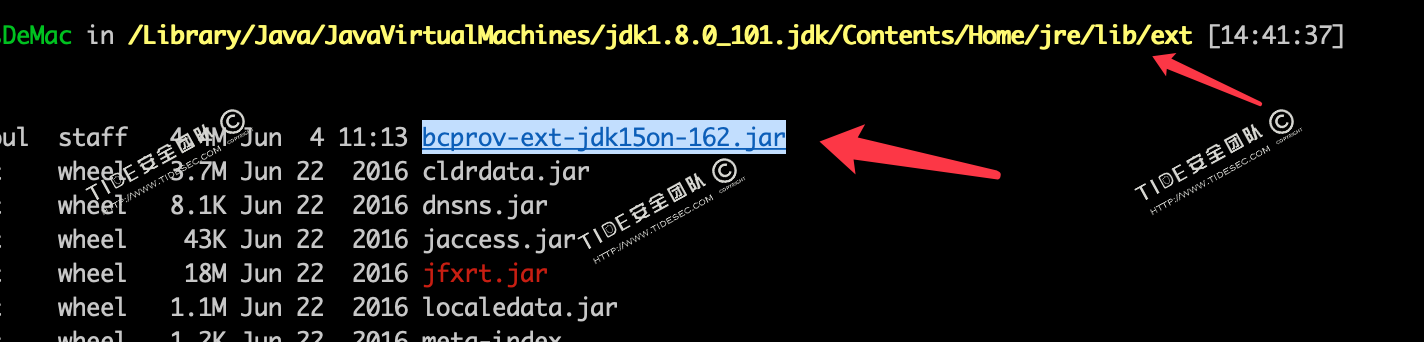 DeMac in /Library/Java/JavaVirtualMachines/jdk1.8.0_101.jdk/Contents/Home/jre/lib/ext [14:41:37]
oul staff 4.4M Jun 4 11:13 bcprov-ext-jdk15on-162.jar
wheel 3.7M Jun 22 2016 cldrdata.jar
wheel 8.1K Jun 22 2016 dnsns.jar
wheel 43K Jun 22 2016 jaccess.jar
wheel 18M Jun 22 2016 jfxrt.jar
wheel 1.1M Jun 22 2016 localedata.jar
wheel 1.2K Jun 22 2016 meta-index
TIDE安全团队 © COPYRIGHT
HTTP://WWW.TIDESEC.COM
TIDE安全团队 © COPYRIGHT
HTTP://WWW.TIDESEC.COM
TIDE安全团队 © COPYRIGHT
HTTP://WWW.TIDESEC.COM